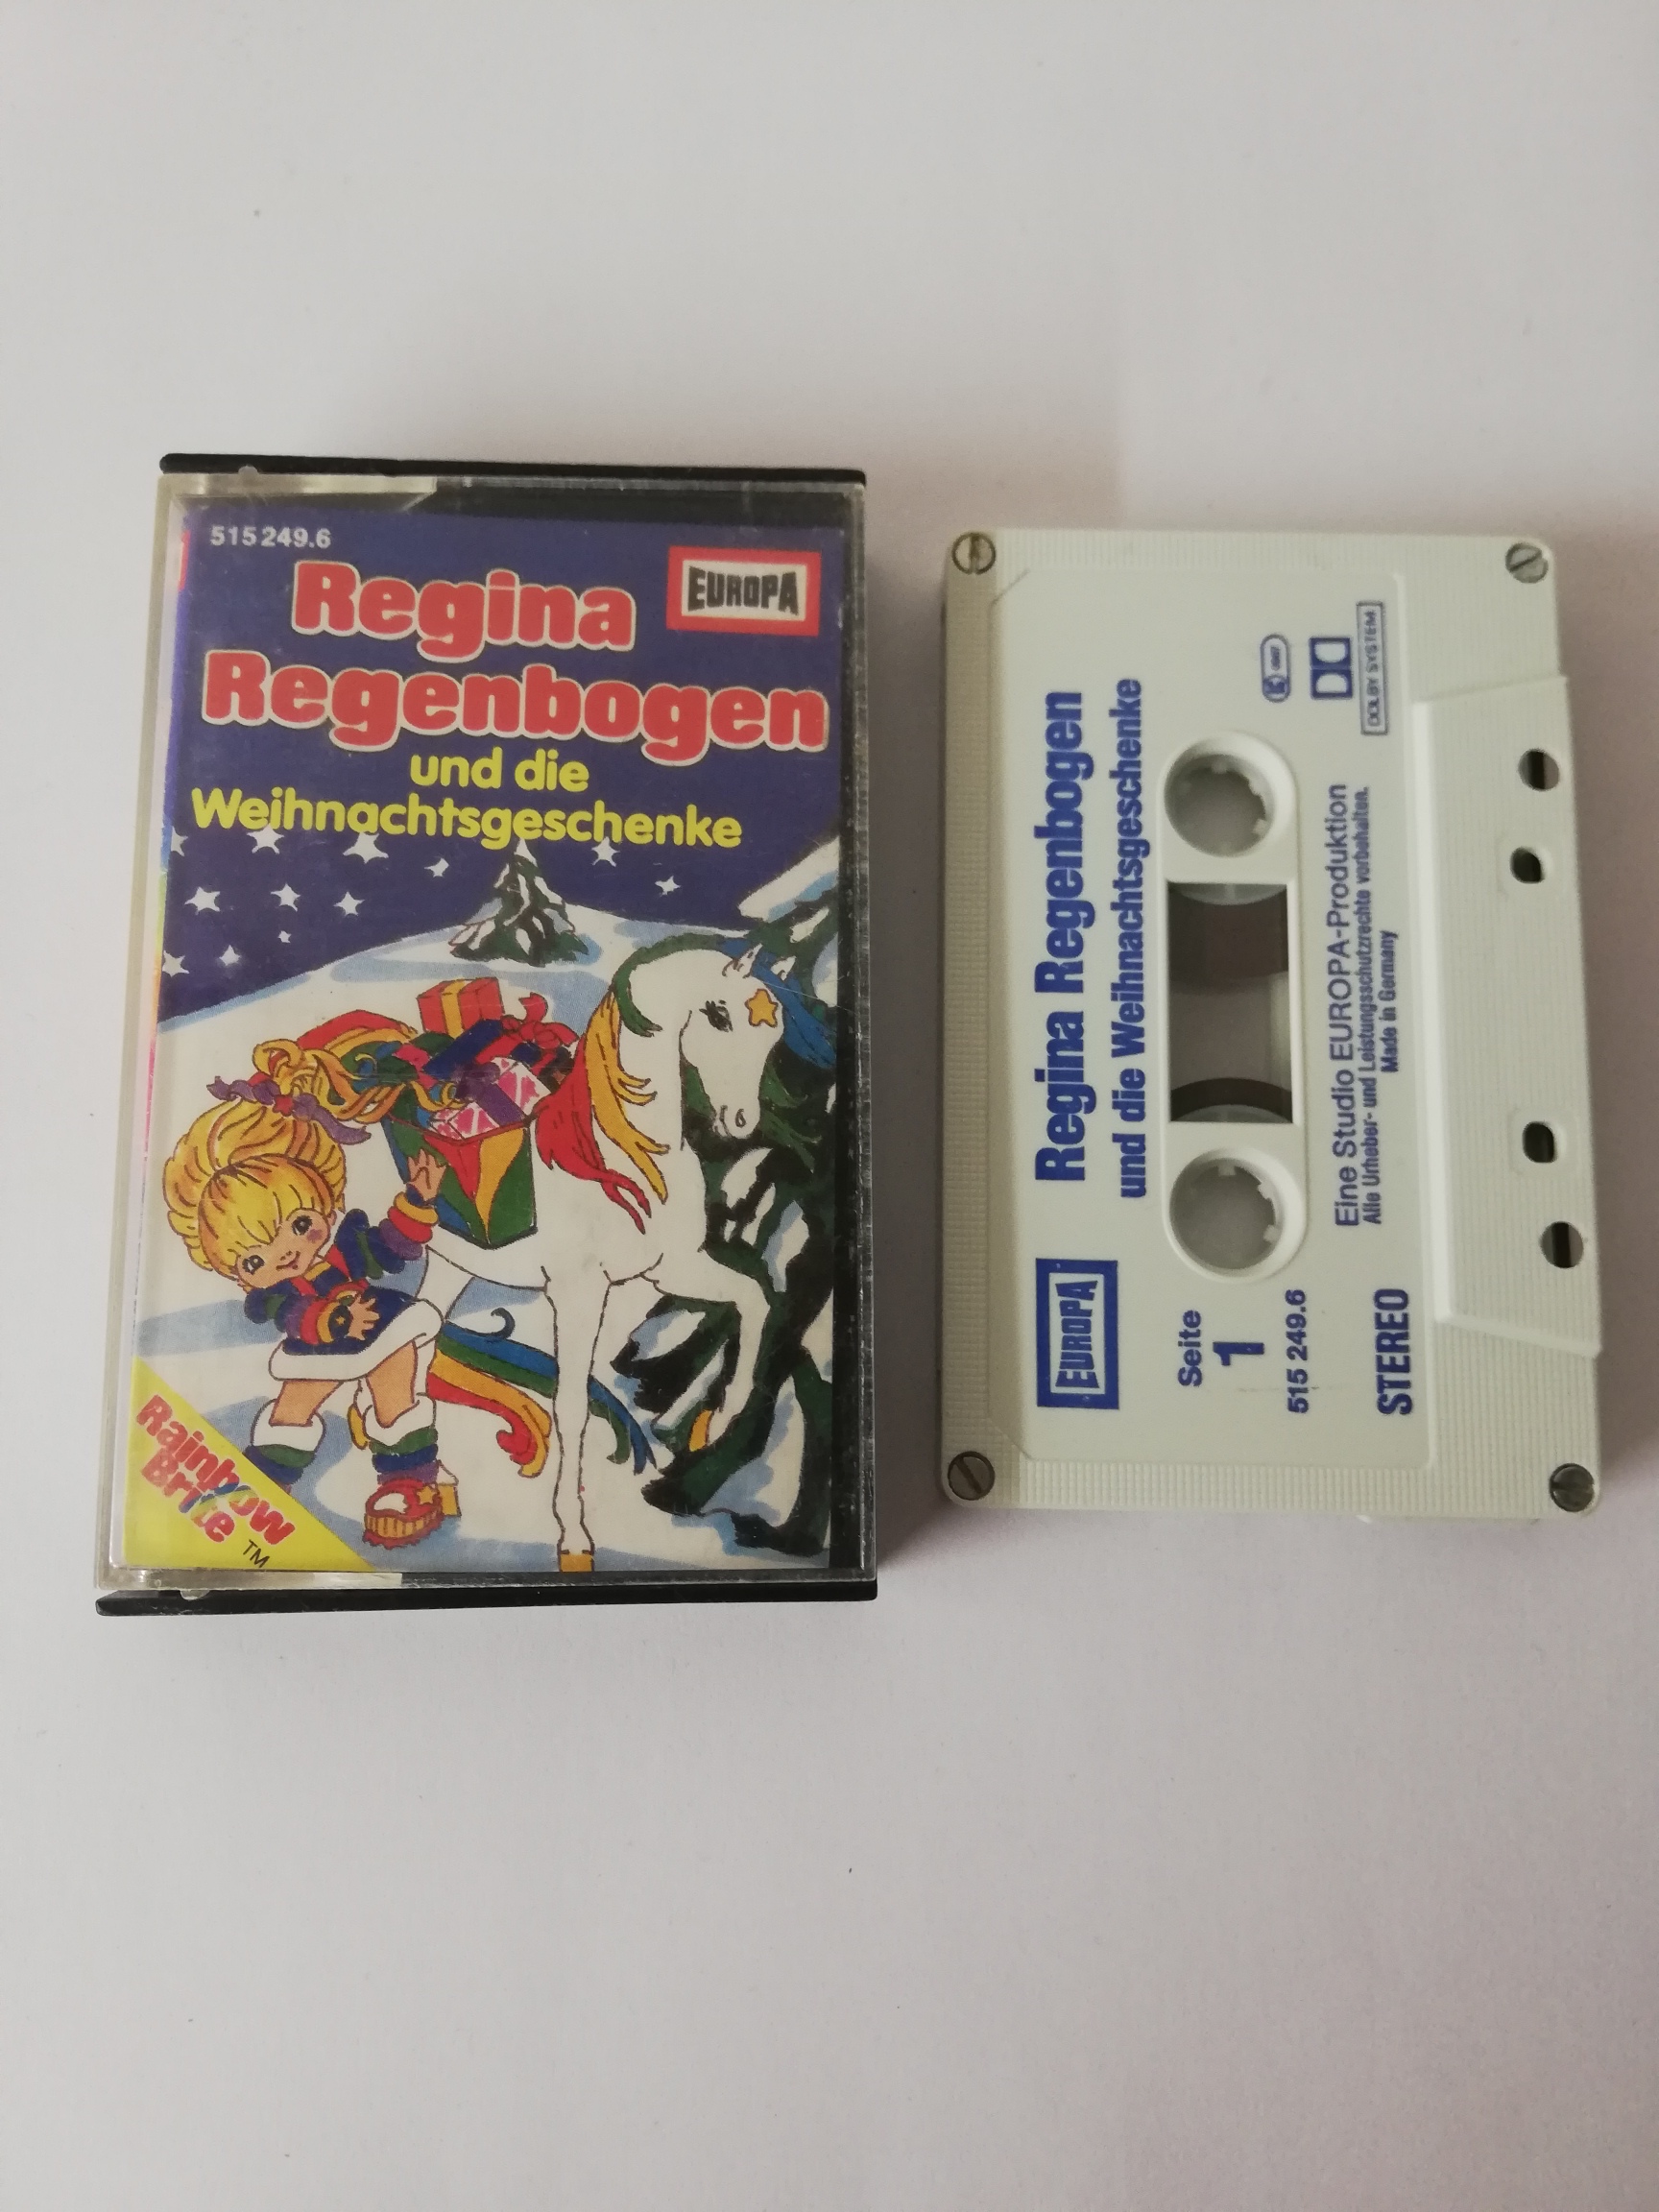 515 249.6
EUROPA
Regina
Regenbogen
und die
Weihnachtsgeschenke
Rainbow
Brite
TM
EUROPA
Regina Regenbogen
und die Weihnachtsgeschenke
Seite
1
515 249.6
STEREO
Eine Studio EUROPA-Produktion
Alle Urheber- und Leistungsschutzrechte vorbehalten.
Made in Germany
DOLBY SYSTEM